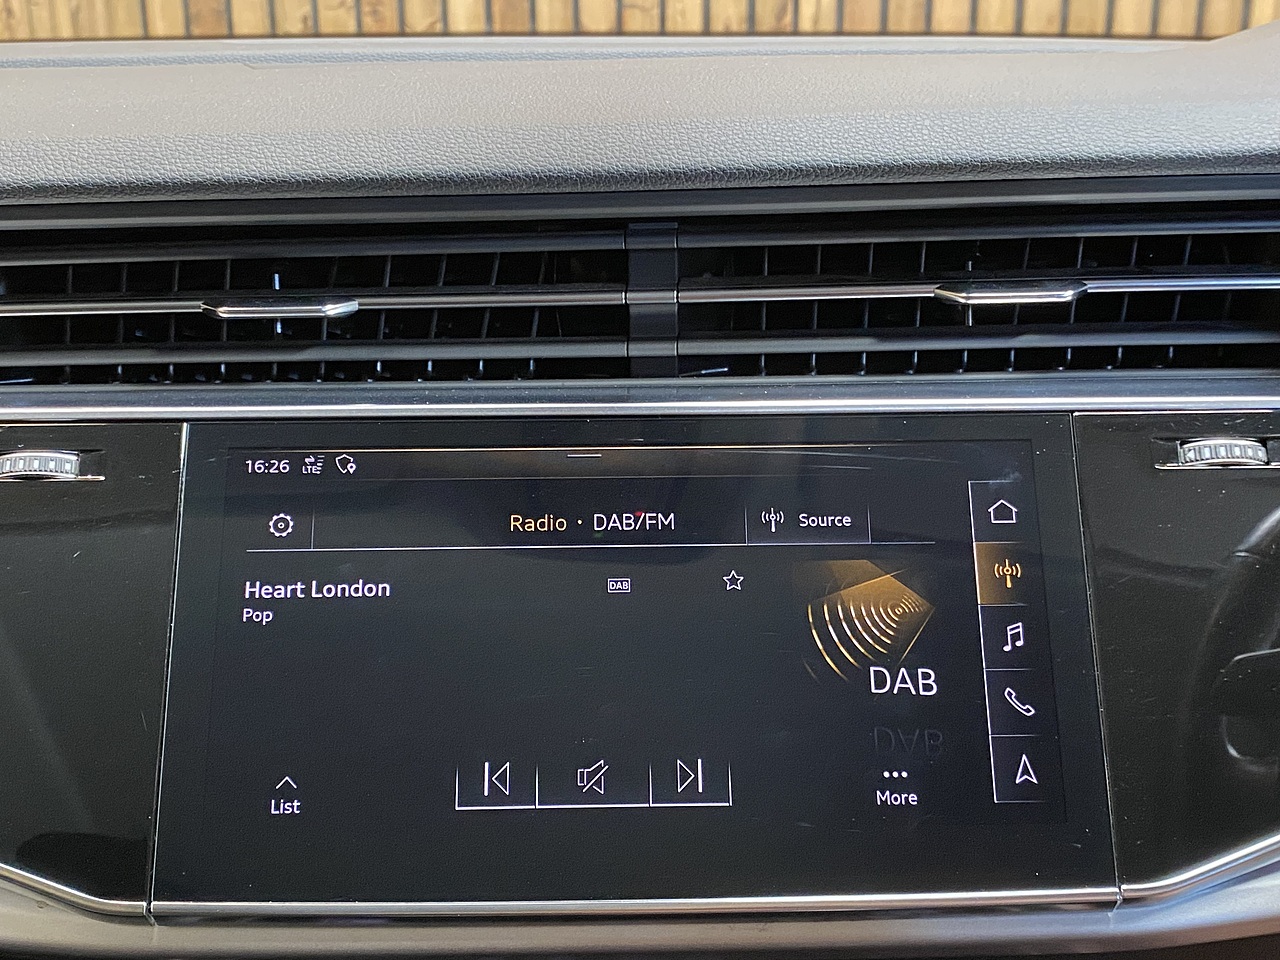 16:26 LTE
Radio • DAB/FM
Source
Heart London
DAB
Pop
DAB
List
More